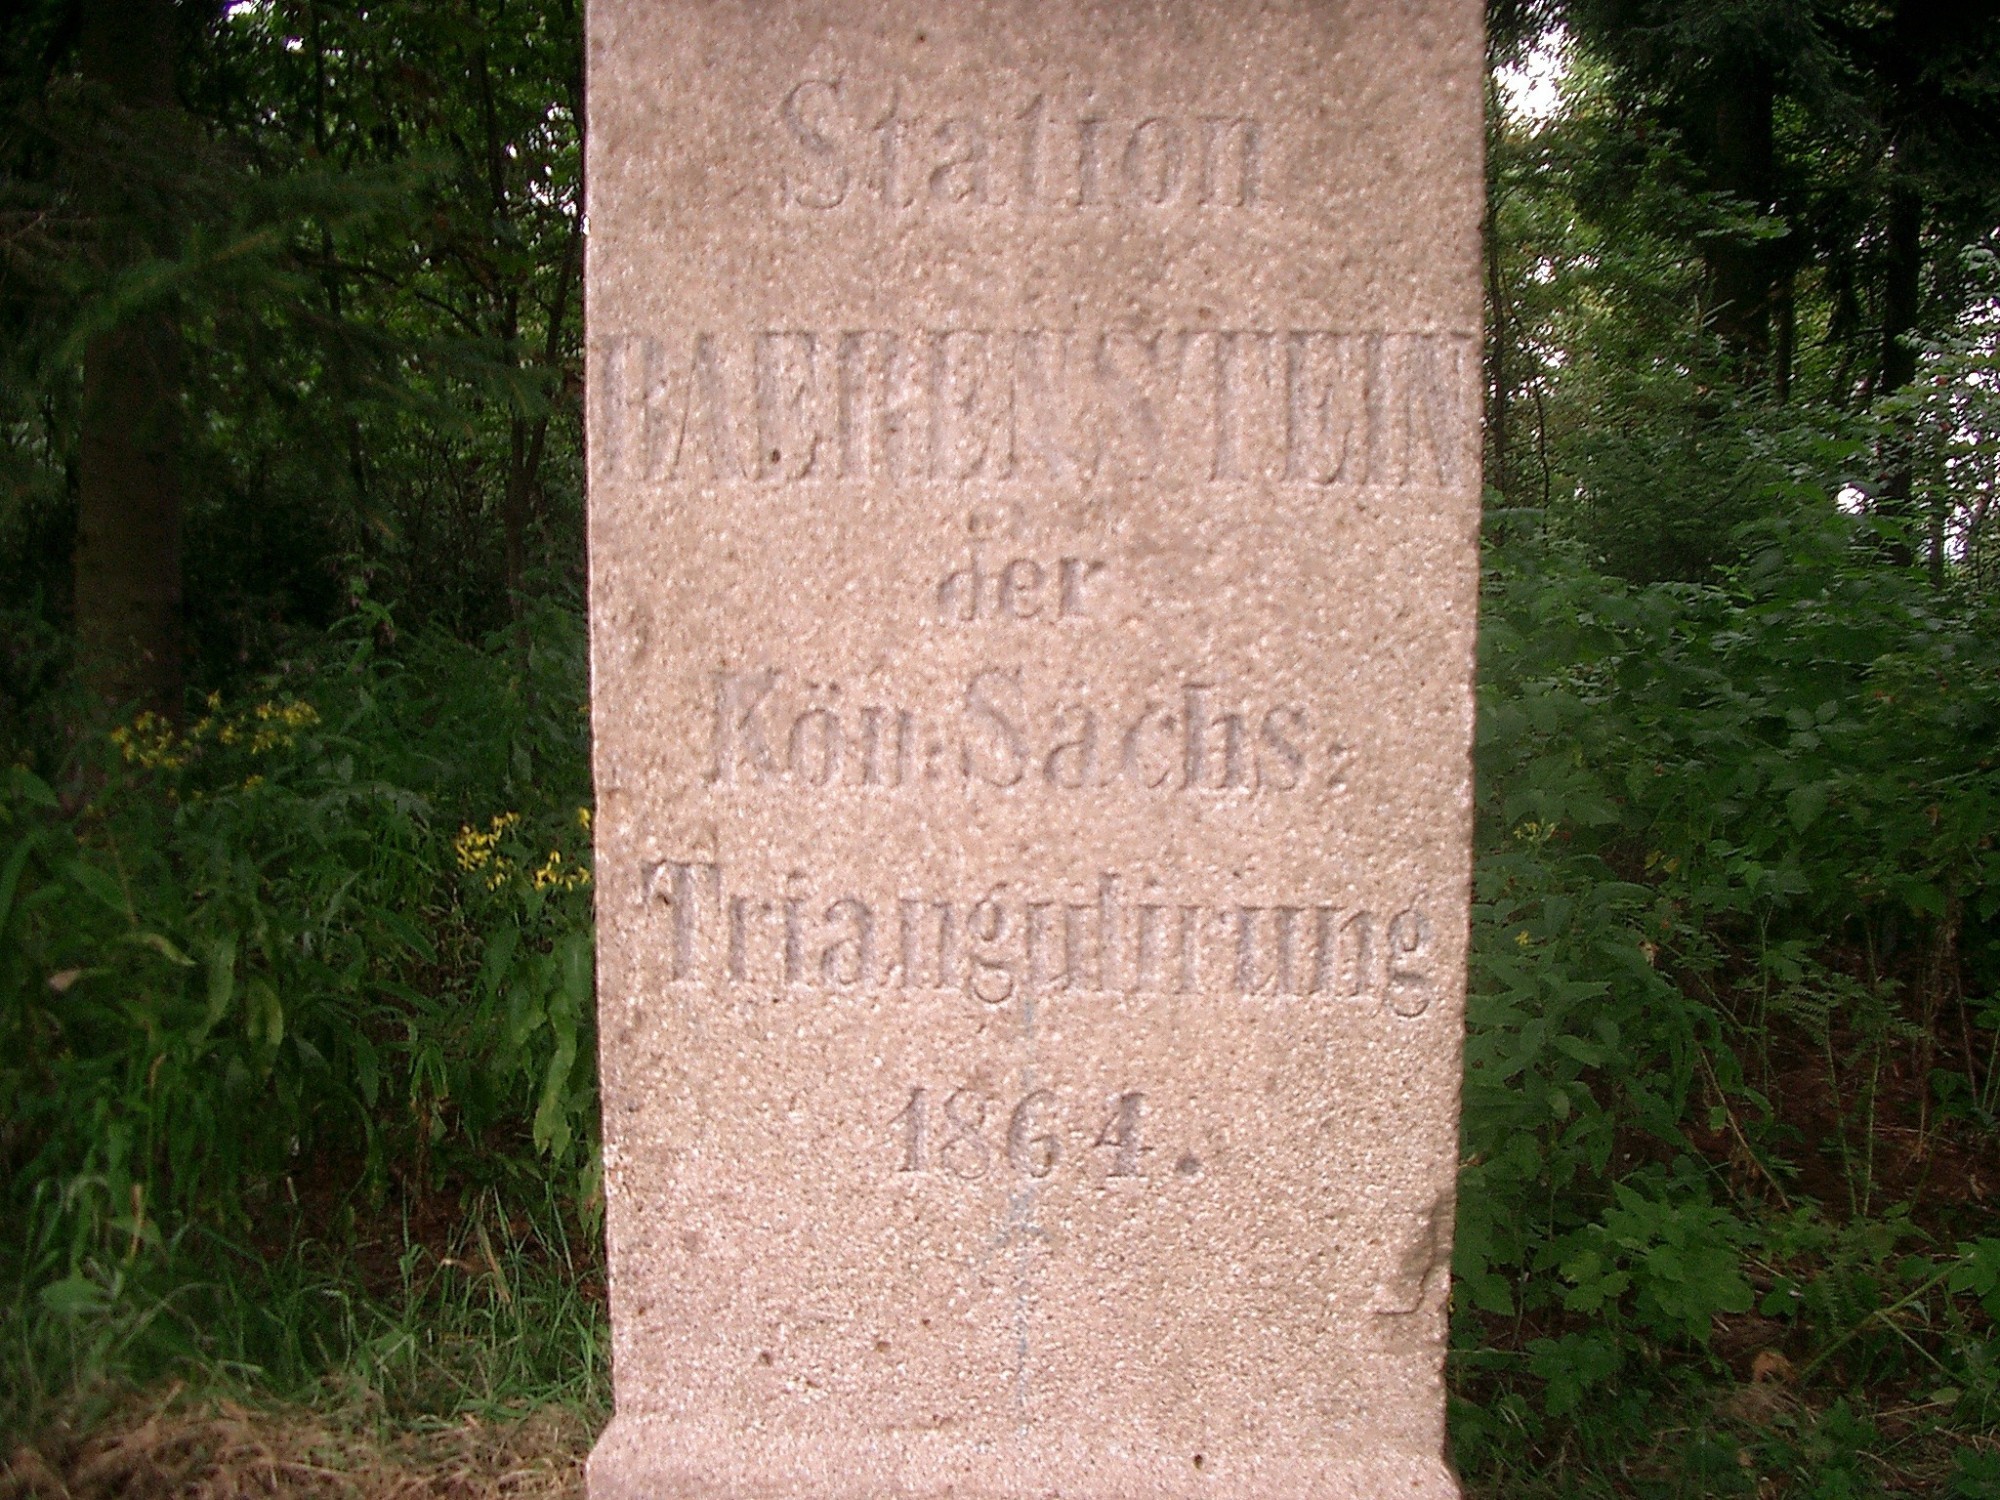 Station
BAERENSTEIN
der
Kön: Sächs:
Triangulirung
1864.